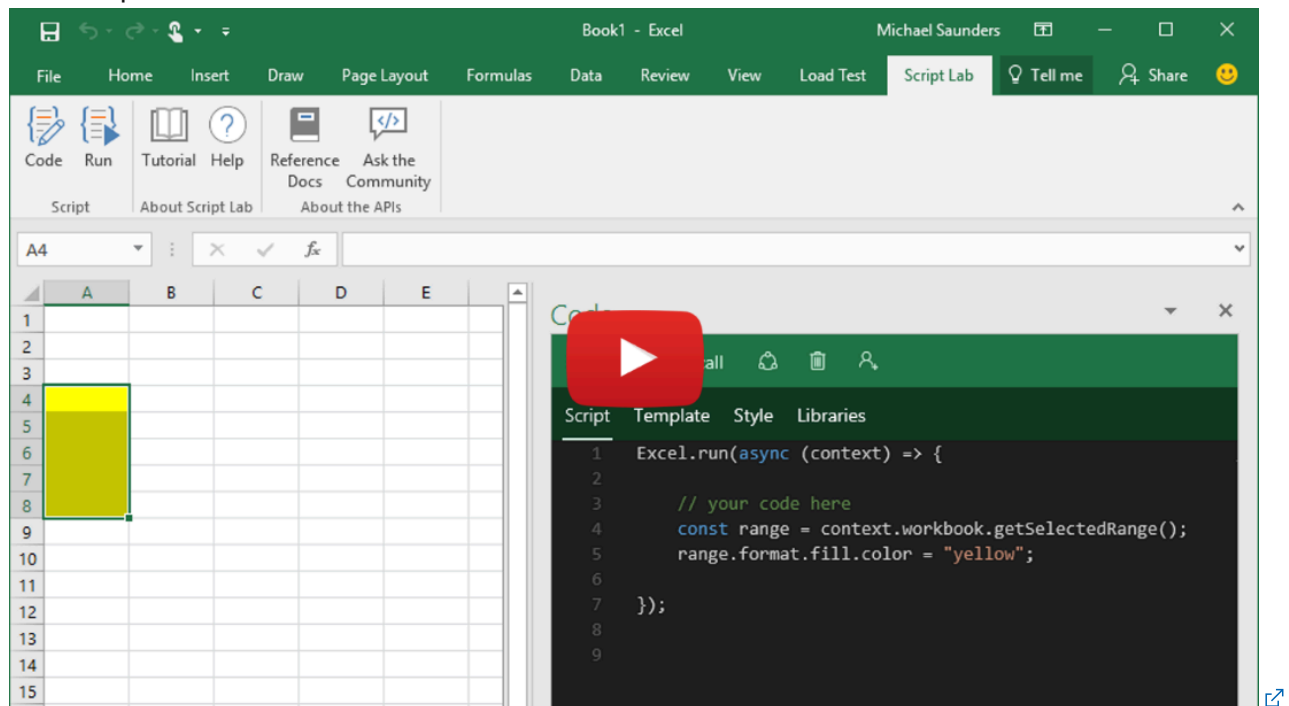 Book1 - Excel
Michael Saunders
File Home Insert Draw Page Layout Formulas Data Review View Load Test Script Lab Tell me Share
Code Run Tutorial Help Reference Docs Ask the Community
Script About Script Lab About the APIs
A4 fx
A B C D E
1
2
3
4
5
6
7
8
9
10
11
12
13
14
15
Script Template Style Libraries
1 Excel.run(async (context) => {
2
3 // your code here
4 const range = context.workbook.getSelectedRange();
5 range.format.fill.color = "yellow";
6
7 });
8
9